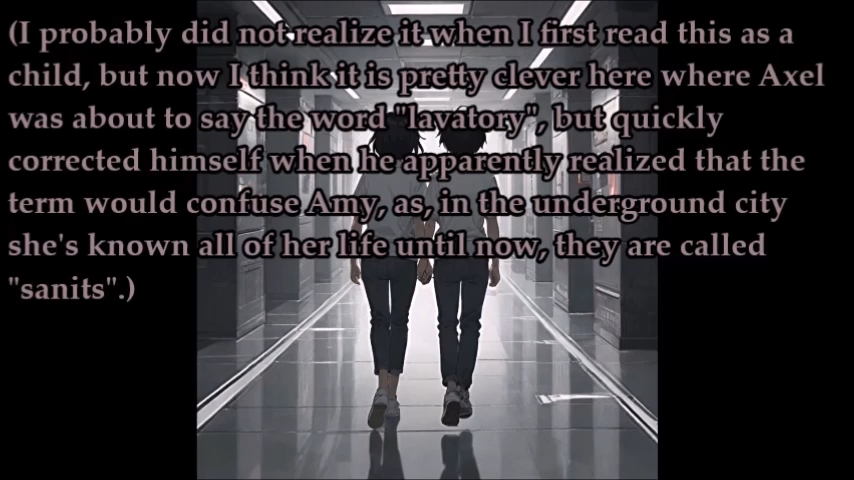 (I probably did not realize it when I first read this as a
child, but now I think it is pretty clever here where Axel
was about to say the word "lavatory", but quickly
corrected himself when he apparently realized that the
term would confuse Amy, as, in the underground city
she's known all of her life until now, they are called
"sanits".)